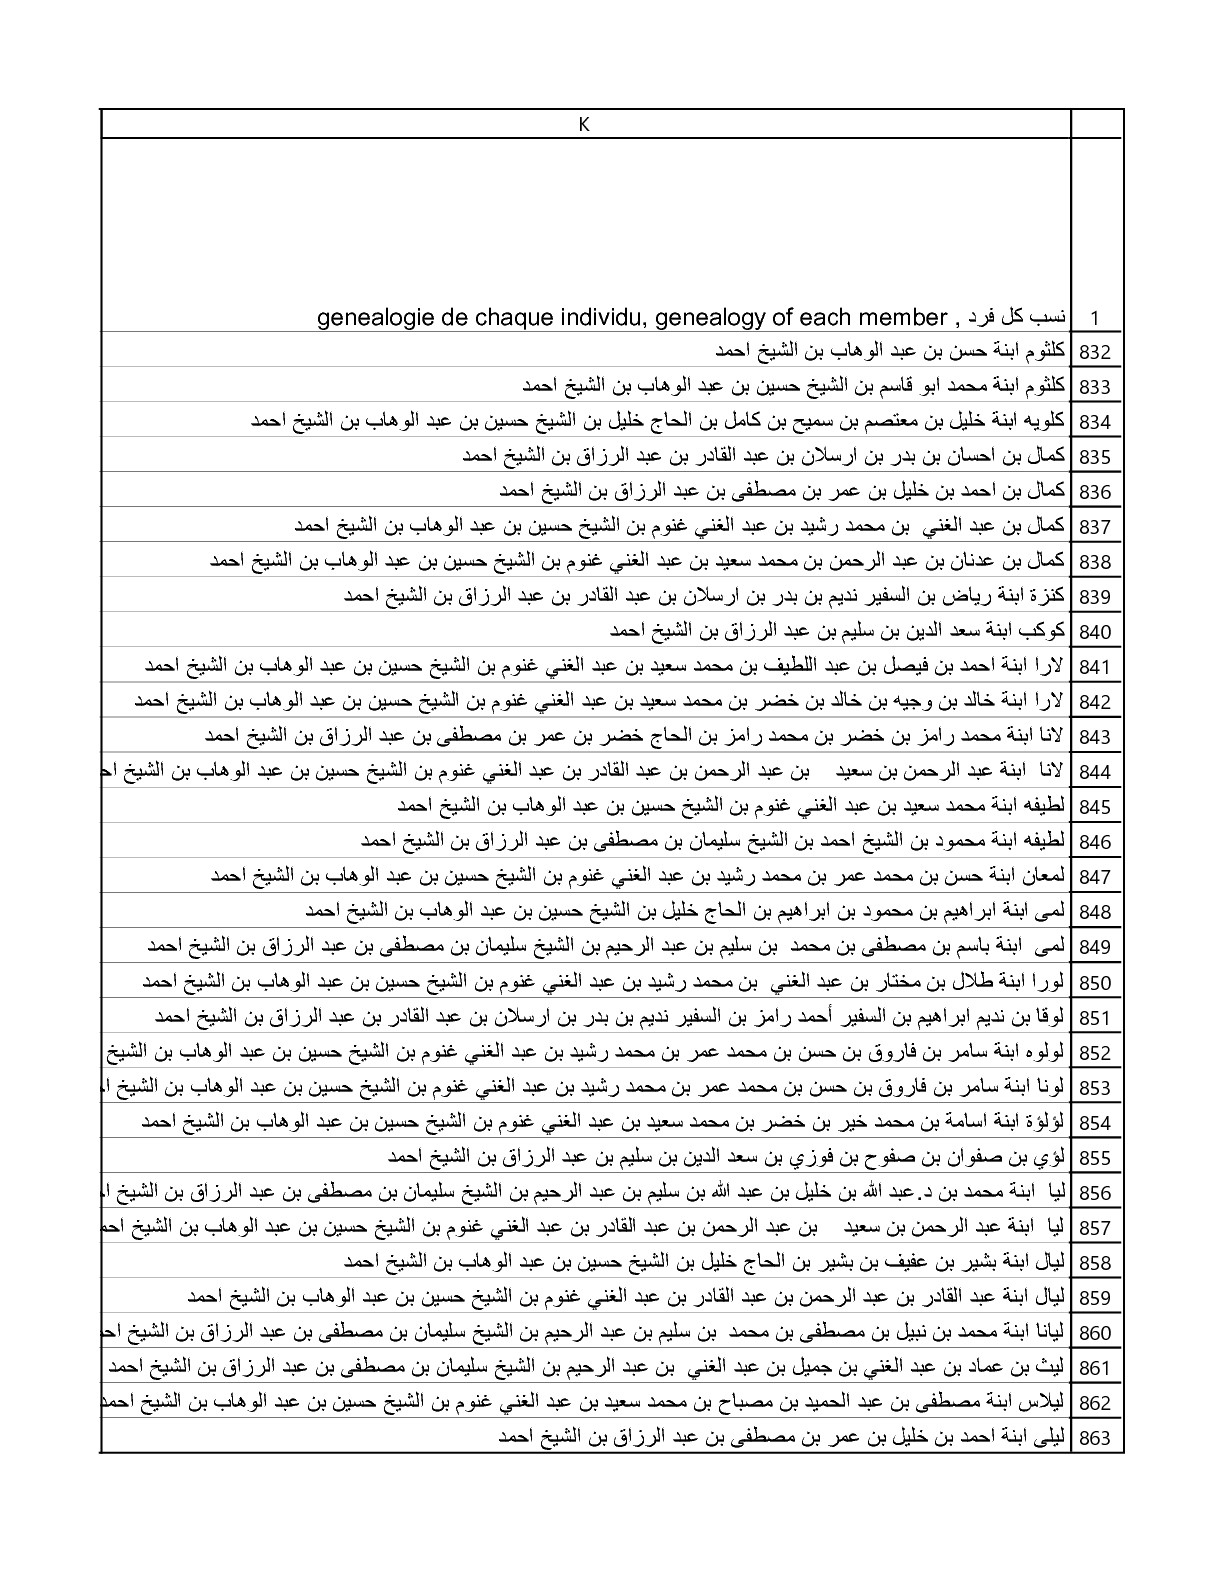 K
1 نسب كل فرد , genealogie de chaque individu, genealogy of each member
832 كلثوم ابنة حسن بن عبد الوهاب بن الشيخ احمد
833 كلثوم ابنة محمد ابو قاسم بن الشيخ حسين بن عبد الوهاب بن الشيخ احمد
834 كلويه ابنة خليل بن معتصم بن سميح بن كامل بن الحاج خليل بن الشيخ حسين بن عبد الوهاب بن الشيخ احمد
835 كمال بن احسان بن بدر بن ارسلان بن عبد القادر بن عبد الرزاق بن الشيخ احمد
836 كمال بن احمد بن خليل بن عمر بن مصطفى بن عبد الرزاق بن الشيخ احمد
837 كمال بن عبد الغني بن محمد رشيد بن عبد الغني غنوم بن الشيخ حسين بن عبد الوهاب بن الشيخ احمد
838 كمال بن عدنان بن عبد الرحمن بن محمد سعيد بن عبد الغني غنوم بن الشيخ حسين بن عبد الوهاب بن الشيخ احمد
839 كنزة ابنة رياض بن السفير نديم بن بدر بن ارسلان بن عبد القادر بن عبد الرزاق بن الشيخ احمد
840 كوكب ابنة سعد الدين بن سليم بن عبد الرزاق بن الشيخ احمد
841 لارا ابنة احمد بن فيصل بن عبد اللطيف بن محمد سعيد بن عبد الغني غنوم بن الشيخ حسين بن عبد الوهاب بن الشيخ احمد
842 لارا ابنة خالد بن وجيه بن خالد بن خضر بن محمد سعيد بن عبد الغني غنوم بن الشيخ حسين بن عبد الوهاب بن الشيخ احمد
843 لانا ابنة محمد رامز بن خضر بن محمد رامز بن الحاج خضر بن عمر بن مصطفى بن عبد الرزاق بن الشيخ احمد
844 لانا ابنة عبد الرحمن بن سعيد بن عبد الرحمن بن عبد القادر بن عبد الغني غنوم بن الشيخ حسين بن عبد الوهاب بن الشيخ اح
845 لطيفه ابنة محمد سعيد بن عبد الغني غنوم بن الشيخ حسين بن عبد الوهاب بن الشيخ احمد
846 لطيفه ابنة محمود بن الشيخ احمد بن الشيخ سليمان بن مصطفى بن عبد الرزاق بن الشيخ احمد
847 لمعان ابنة حسن بن محمد عمر بن محمد رشيد بن عبد الغني غنوم بن الشيخ حسين بن عبد الوهاب بن الشيخ احمد
848 لمى ابنة ابراهيم بن محمود بن ابراهيم بن الحاج خليل بن الشيخ حسين بن عبد الوهاب بن الشيخ احمد
849 لمى ابنة باسم بن مصطفى بن محمد بن سليم بن عبد الرحيم بن الشيخ سليمان بن مصطفى بن عبد الرزاق بن الشيخ احمد
850 لورا ابنة طلال بن مختار بن عبد الغني بن محمد رشيد بن عبد الغني غنوم بن الشيخ حسين بن عبد الوهاب بن الشيخ احمد
851 لوقا بن نديم ابراهيم بن السفير أحمد رامز بن السفير نديم بن بدر بن ارسلان بن عبد القادر بن عبد الرزاق بن الشيخ احمد
852 لولوه ابنة سامر بن فاروق بن حسن بن محمد عمر بن محمد رشيد بن عبد الغني غنوم بن الشيخ حسين بن عبد الوهاب بن الشيخ
853 لونا ابنة سامر بن فاروق بن حسن بن محمد عمر بن محمد رشيد بن عبد الغني غنوم بن الشيخ حسين بن عبد الوهاب بن الشيخ ا
854 لؤلؤة ابنة اسامة بن محمد خير بن خضر بن محمد سعيد بن عبد الغني غنوم بن الشيخ حسين بن عبد الوهاب بن الشيخ احمد
855 لؤي بن صفوان بن صفوح بن فوزي بن سعد الدين بن سليم بن عبد الرزاق بن الشيخ احمد
856 ليا ابنة محمد بن د.عبد الله بن خليل بن عبد الله بن سليم بن عبد الرحيم بن الشيخ سليمان بن مصطفى بن عبد الرزاق بن الشيخ ا
857 ليا ابنة عبد الرحمن بن سعيد بن عبد الرحمن بن عبد القادر بن عبد الغني غنوم بن الشيخ حسين بن عبد الوهاب بن الشيخ احم
858 ليال ابنة بشير بن عفيف بن بشير بن الحاج خليل بن الشيخ حسين بن عبد الوهاب بن الشيخ احمد
859 ليال ابنة عبد القادر بن عبد الرحمن بن عبد القادر بن عبد الغني غنوم بن الشيخ حسين بن عبد الوهاب بن الشيخ احمد
860 ليانا ابنة محمد بن نبيل بن مصطفى بن محمد بن سليم بن عبد الرحيم بن الشيخ سليمان بن مصطفى بن عبد الرزاق بن الشيخ اح
861 ليث بن عماد بن عبد الغني بن جميل بن عبد الغني بن عبد الرحيم بن الشيخ سليمان بن مصطفى بن عبد الرزاق بن الشيخ احمد
862 ليلاس ابنة مصطفى بن عبد الحميد بن مصباح بن محمد سعيد بن عبد الغني غنوم بن الشيخ حسين بن عبد الوهاب بن الشيخ احمد
863 ليلى ابنة احمد بن خليل بن عمر بن مصطفى بن عبد الرزاق بن الشيخ احمد